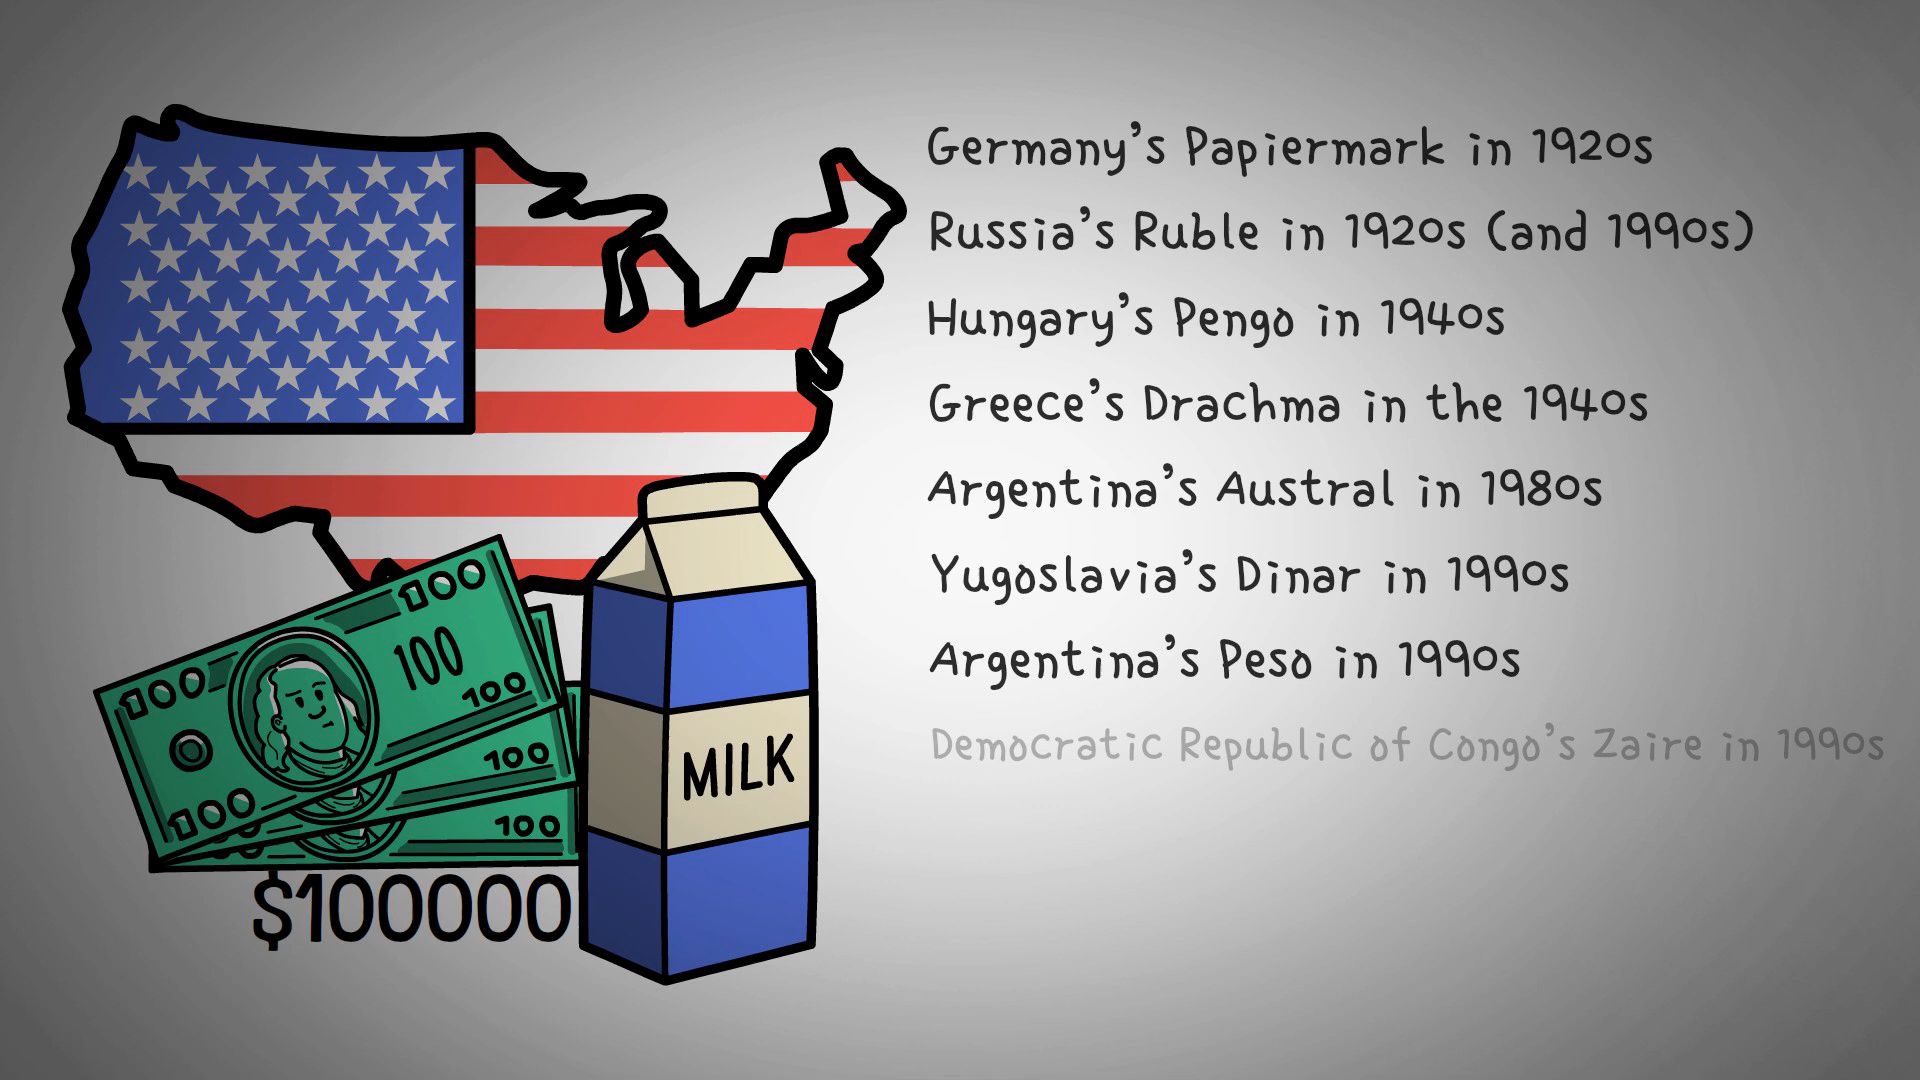 Germany's Papiermark in 1920s
Russia's Ruble in 1920s (and 1990s)
Hungary's Pengo in 1940s
Greece's Drachma in the 1940s
Argentina's Austral in 1980s
Yugoslavia's Dinar in 1990s
Argentina's Peso in 1990s
Democratic Republic of Congo's Zaire in 1990s
100
100
100
100
100
100
100
MILK
$100000